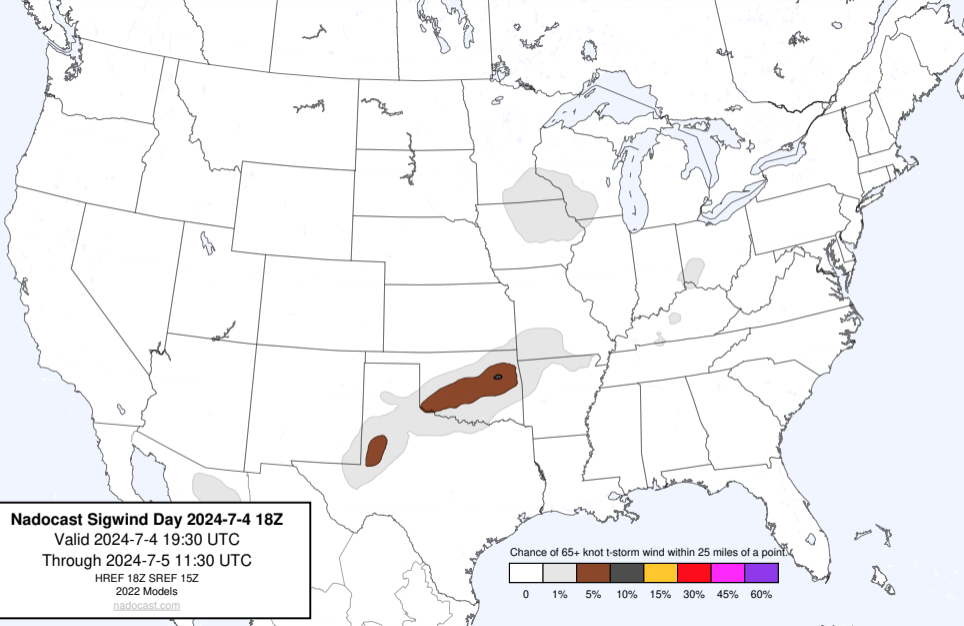 Nadocast Sigwind Day 2024-7-4 18Z
Valid 2024-7-4 19:30 UTC
Through 2024-7-5 11:30 UTC
HREF 18Z SREF 15Z
2022 Models
nadocast.com
Chance of 65+ knot t-storm wind within 25 miles of a point.
0 1% 5% 10% 15% 30% 45% 60%